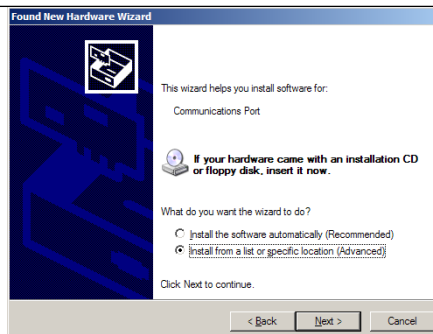 Found New Hardware Wizard
This wizard helps you install software for:
Communications Port
If your hardware came with an installation CD
or floppy disk, insert it now.
What do you want the wizard to do?
Install the software automatically (Recommended)
Install from a list or specific location (Advanced)
Click Next to continue.
< Back
Next >
Cancel